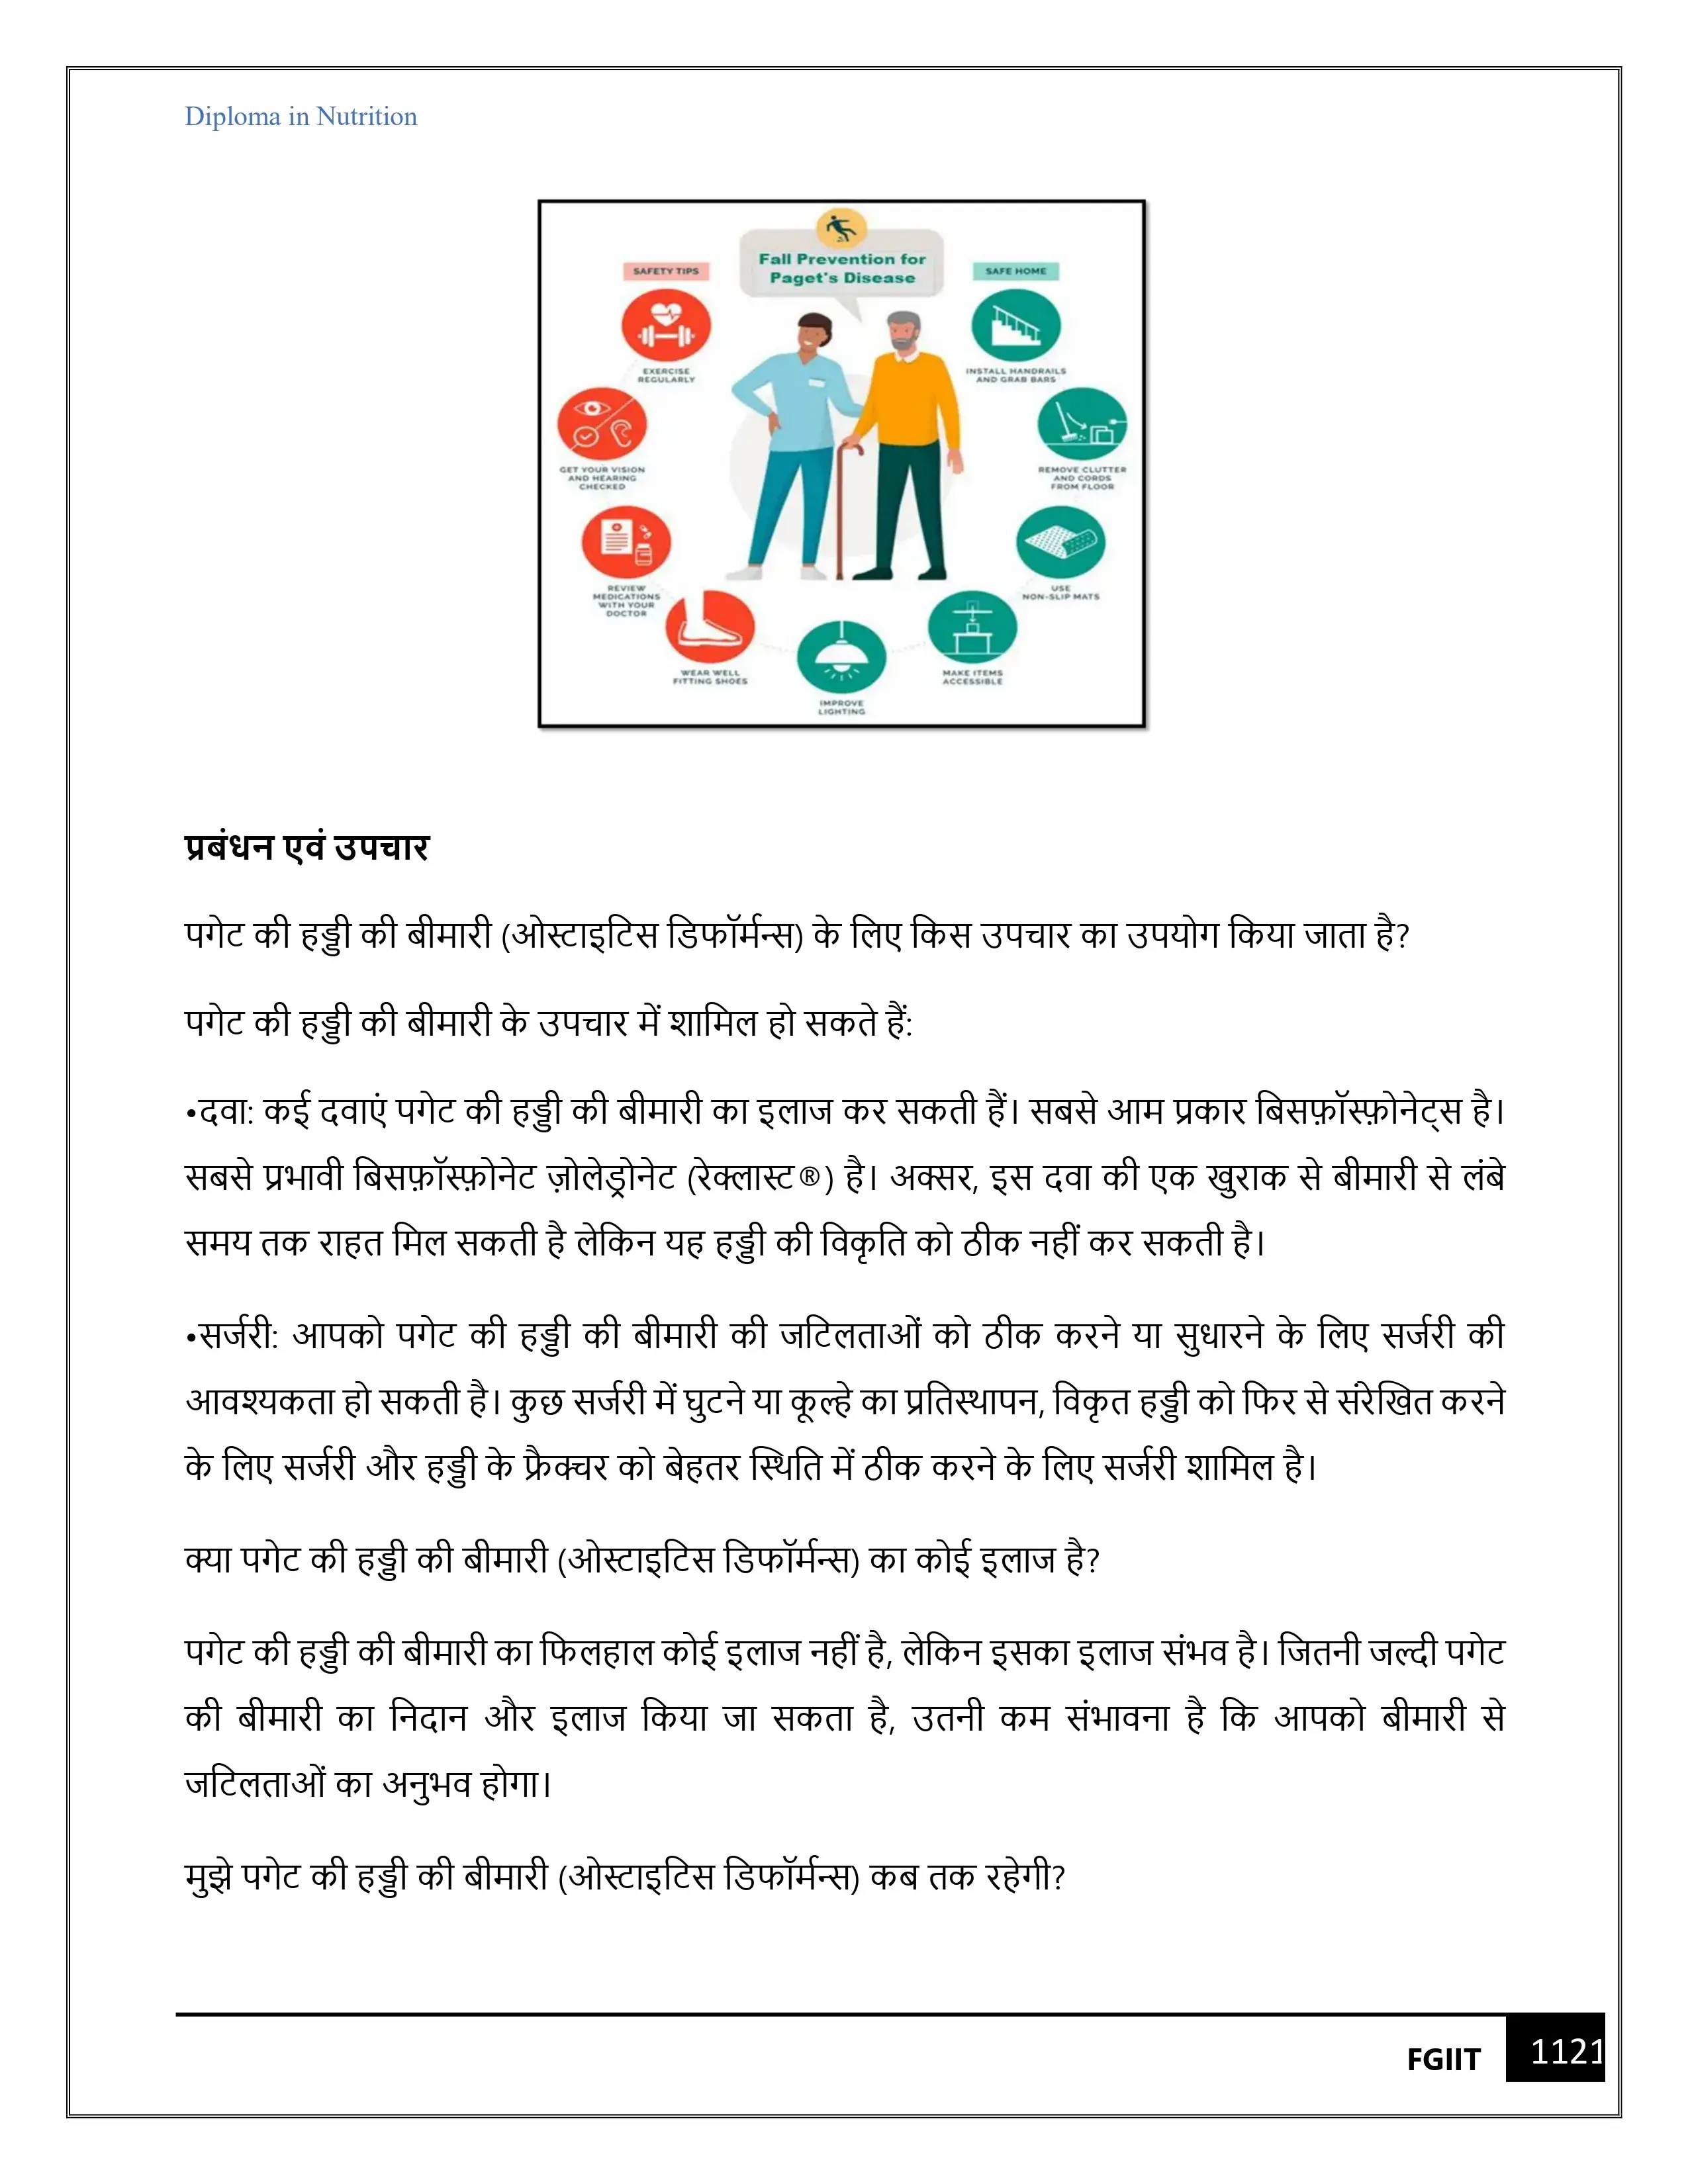 Diploma in Nutrition
Fall Prevention for
Paget's Disease
SAFETY TIPS
SAFE HOME
EXERCISE
REGULARLY
INSTALL HANDRAILS
AND GRAB BARS
GET YOUR VISION
AND HEARING
CHECKED
REMOVE CLUTTER
AND CORDS
FROM FLOOR
REVIEW
MEDICATIONS
WITH YOUR
DOCTOR
USE
NON-SLIP MATS
WEAR WELL
FITTING SHOES
MAKE ITEMS
ACCESSIBLE
IMPROVE
LIGHTING
प्रबंधन एवं उपचार
पगेट की हड्डी की बीमारी (ओस्टाइटिस डिफॉर्मन्स) के लिए किस उपचार का उपयोग किया जाता है?
पगेट की हड्डी की बीमारी के उपचार में शामिल हो सकते हैं:
•दवा: कई दवाएं पगेट की हड्डी की बीमारी का इलाज कर सकती हैं। सबसे आम प्रकार बिसफ़ॉस्फ़ोनेट्स है।
सबसे प्रभावी बिसफ़ॉस्फ़ोनेट ज़ोलेड्रोनेट (रेक्लास्ट®) है। अक्सर, इस दवा की एक खुराक से बीमारी से लंबे
समय तक राहत मिल सकती है लेकिन यह हड्डी की विकृति को ठीक नहीं कर सकती है।
•सर्जरी: आपको पगेट की हड्डी की बीमारी की जटिलताओं को ठीक करने या सुधारने के लिए सर्जरी की
आवश्यकता हो सकती है। कुछ सर्जरी में घुटने या कूल्हे का प्रतिस्थापन, विकृत हड्डी को फिर से संरेखित करने
के लिए सर्जरी और हड्डी के फ्रैक्चर को बेहतर स्थिति में ठीक करने के लिए सर्जरी शामिल है।
क्या पगेट की हड्डी की बीमारी (ओस्टाइटिस डिफॉर्मन्स) का कोई इलाज है?
पगेट की हड्डी की बीमारी का फिलहाल कोई इलाज नहीं है, लेकिन इसका इलाज संभव है। जितनी जल्दी पगेट
की बीमारी का निदान और इलाज किया जा सकता है, उतनी कम संभावना है कि आपको बीमारी से
जटिलताओं का अनुभव होगा।
मुझे पगेट की हड्डी की बीमारी (ओस्टाइटिस डिफॉर्मन्स) कब तक रहेगी?
FGIIT 1121